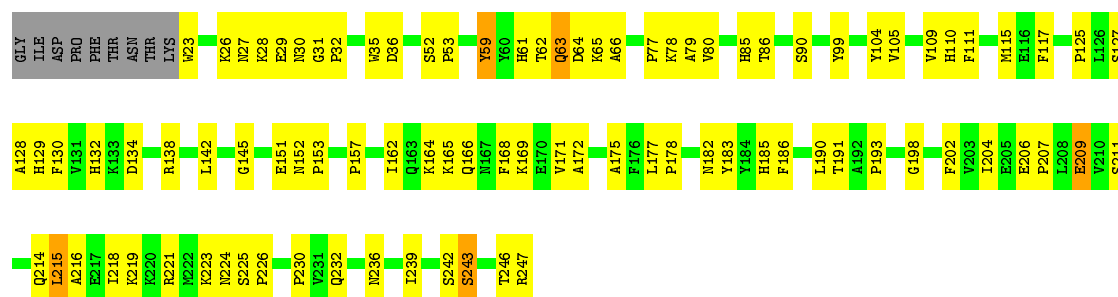 GLY ILE ASP PRO PHE THR ASN THR LYS W23 K26 N27 K28 E29 N30 G31 P32 W35 D36 S52 P53 Y59 Y60 H61 T62 Q63 D64 K65 A66 P77 K78 A79 V80 H85 T86 S90 Y99 Y104 V105 V109 H110 F111 M115 E116 F117 P125 L126 S127
A128 H129 F130 V131 H132 K133 D134 R138 L142 G145 E151 N152 P153 P157 I162 Q163 K164 K165 Q166 N167 F168 K169 E170 V171 A172 A175 F176 L177 P178 N182 Y183 Y184 H185 F186 L190 T191 A192 P193 G198 F202 V203 I204 E205 E206 P207 L208 E209 V210 S211
Q214 L215 A216 E217 I218 K219 K220 R221 M222 K223 N224 S225 P226 P230 V231 Q232 N236 I239 S242 S243 T246 R247